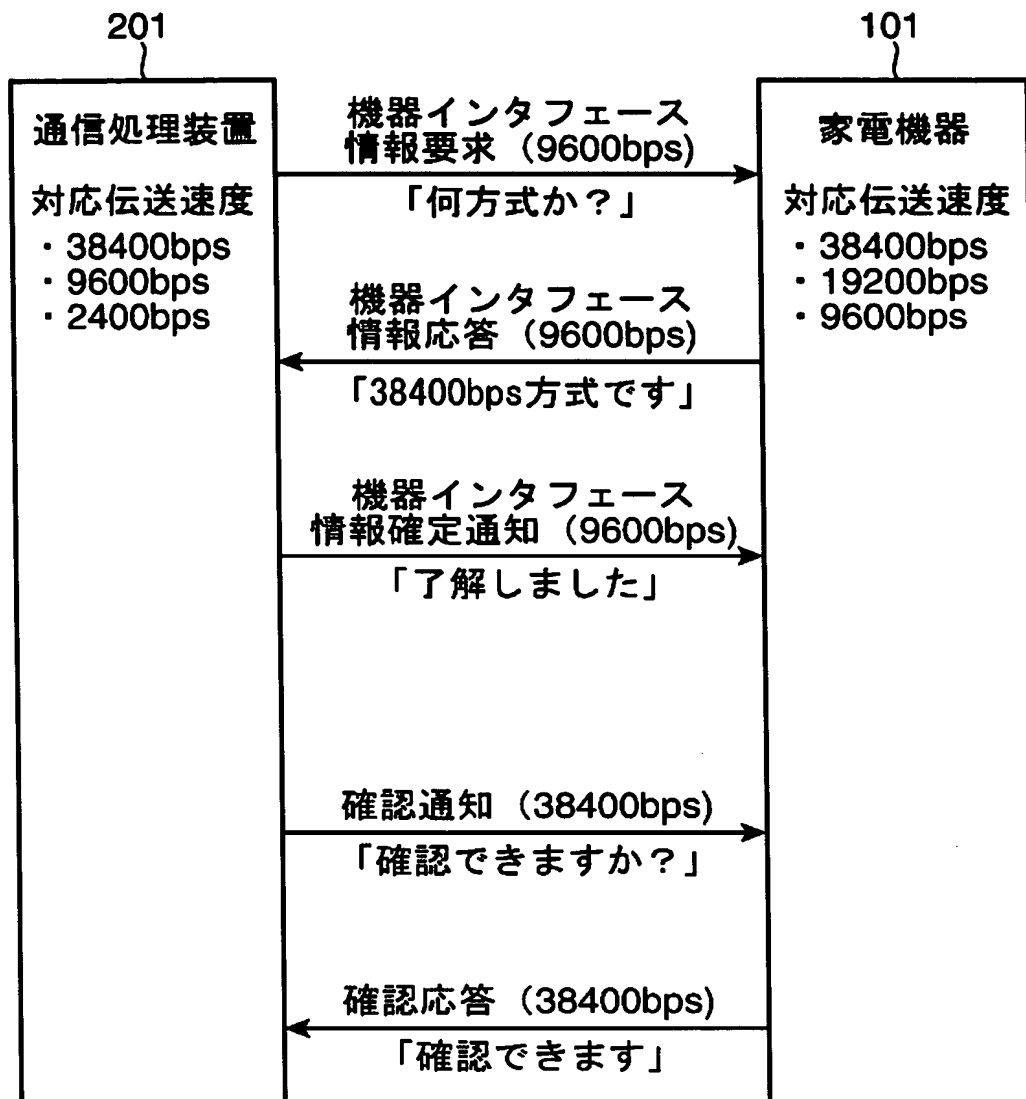 201
101
通信処理装置
対応伝送速度
・38400bps
・9600bps
・2400bps
家電機器
対応伝送速度
・38400bps
・19200bps
・9600bps
機器インタフェース
情報要求（9600bps)
「何方式か？」
機器インタフェース
情報応答（9600bps)
「38400bps方式です」
機器インタフェース
情報確定通知（9600bps)
「了解しました」
確認通知（38400bps)
「確認できますか？」
確認応答（38400bps)
「確認できます」